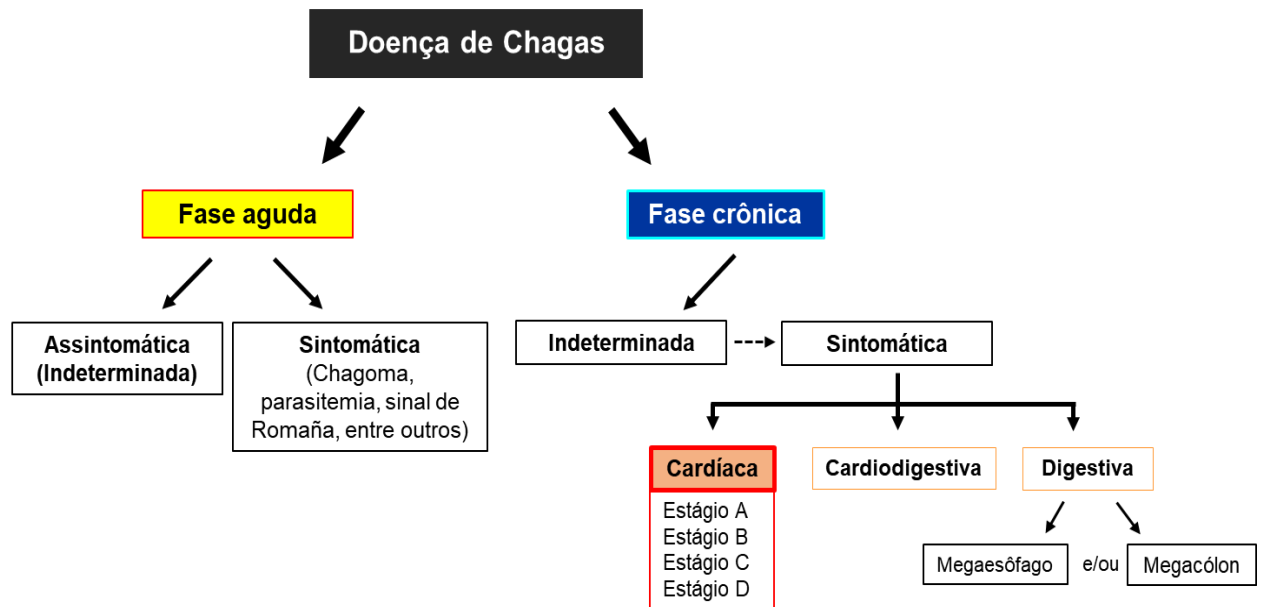 Doença de Chagas
Fase aguda
Fase crônica
Assintomática
(Indeterminada)
Sintomática
(Chagoma,
parasitemia, sinal de
Romaña, entre outros)
Indeterminada
Sintomática
Cardíaca
Estágio A
Estágio B
Estágio C
Estágio D
Cardiodigestiva
Digestiva
Megaesôfago e/ou Megacólon